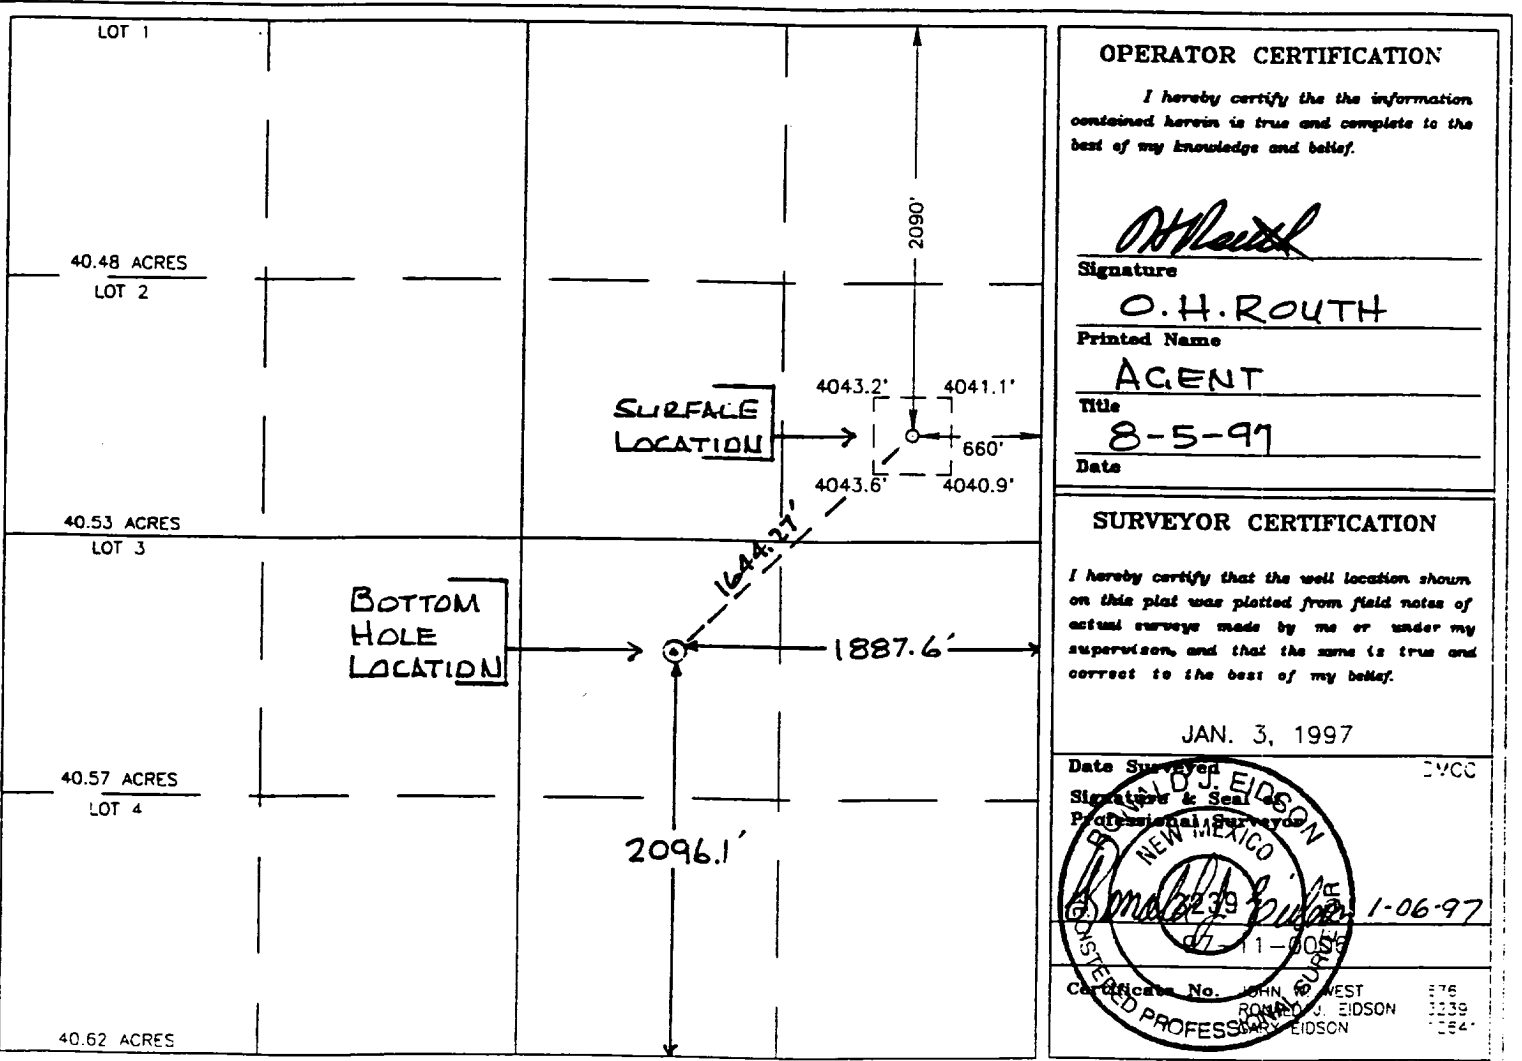 LOT 1
40.48 ACRES
LOT 2
2090'
4043.2' 4041.1'
SURFACE
LOCATION
660'
4043.6' 4040.9'
40.53 ACRES
LOT 3
1644.27'
BOTTOM
HOLE
LOCATION
1887.6'
40.57 ACRES
LOT 4
2096.1'
40.62 ACRES
OPERATOR CERTIFICATION
I hereby certify the the information
contained herein is true and complete to the
best of my knowledge and belief.
Signature
O.H. ROUTH
Printed Name
AGENT
Title
8-5-97
Date
SURVEYOR CERTIFICATION
I hereby certify that the well location shown
on this plat was plotted from field notes of
actual surveys made by me or under my
supervison, and that the same is true and
correct to the best of my belief.
JAN. 3, 1997
Date Surveyed
Signature & Seal of
Professional Surveyor
RONALD J. EIDSON
NEW MEXICO
3239
REGISTERED PROFESSIONAL SURVEYOR
Ronald J. Eidson 1-06-97
97-11-0006
Certificate No. JOHN W. WEST 676
RONALD J. EIDSON 3239
GARY EIDSON